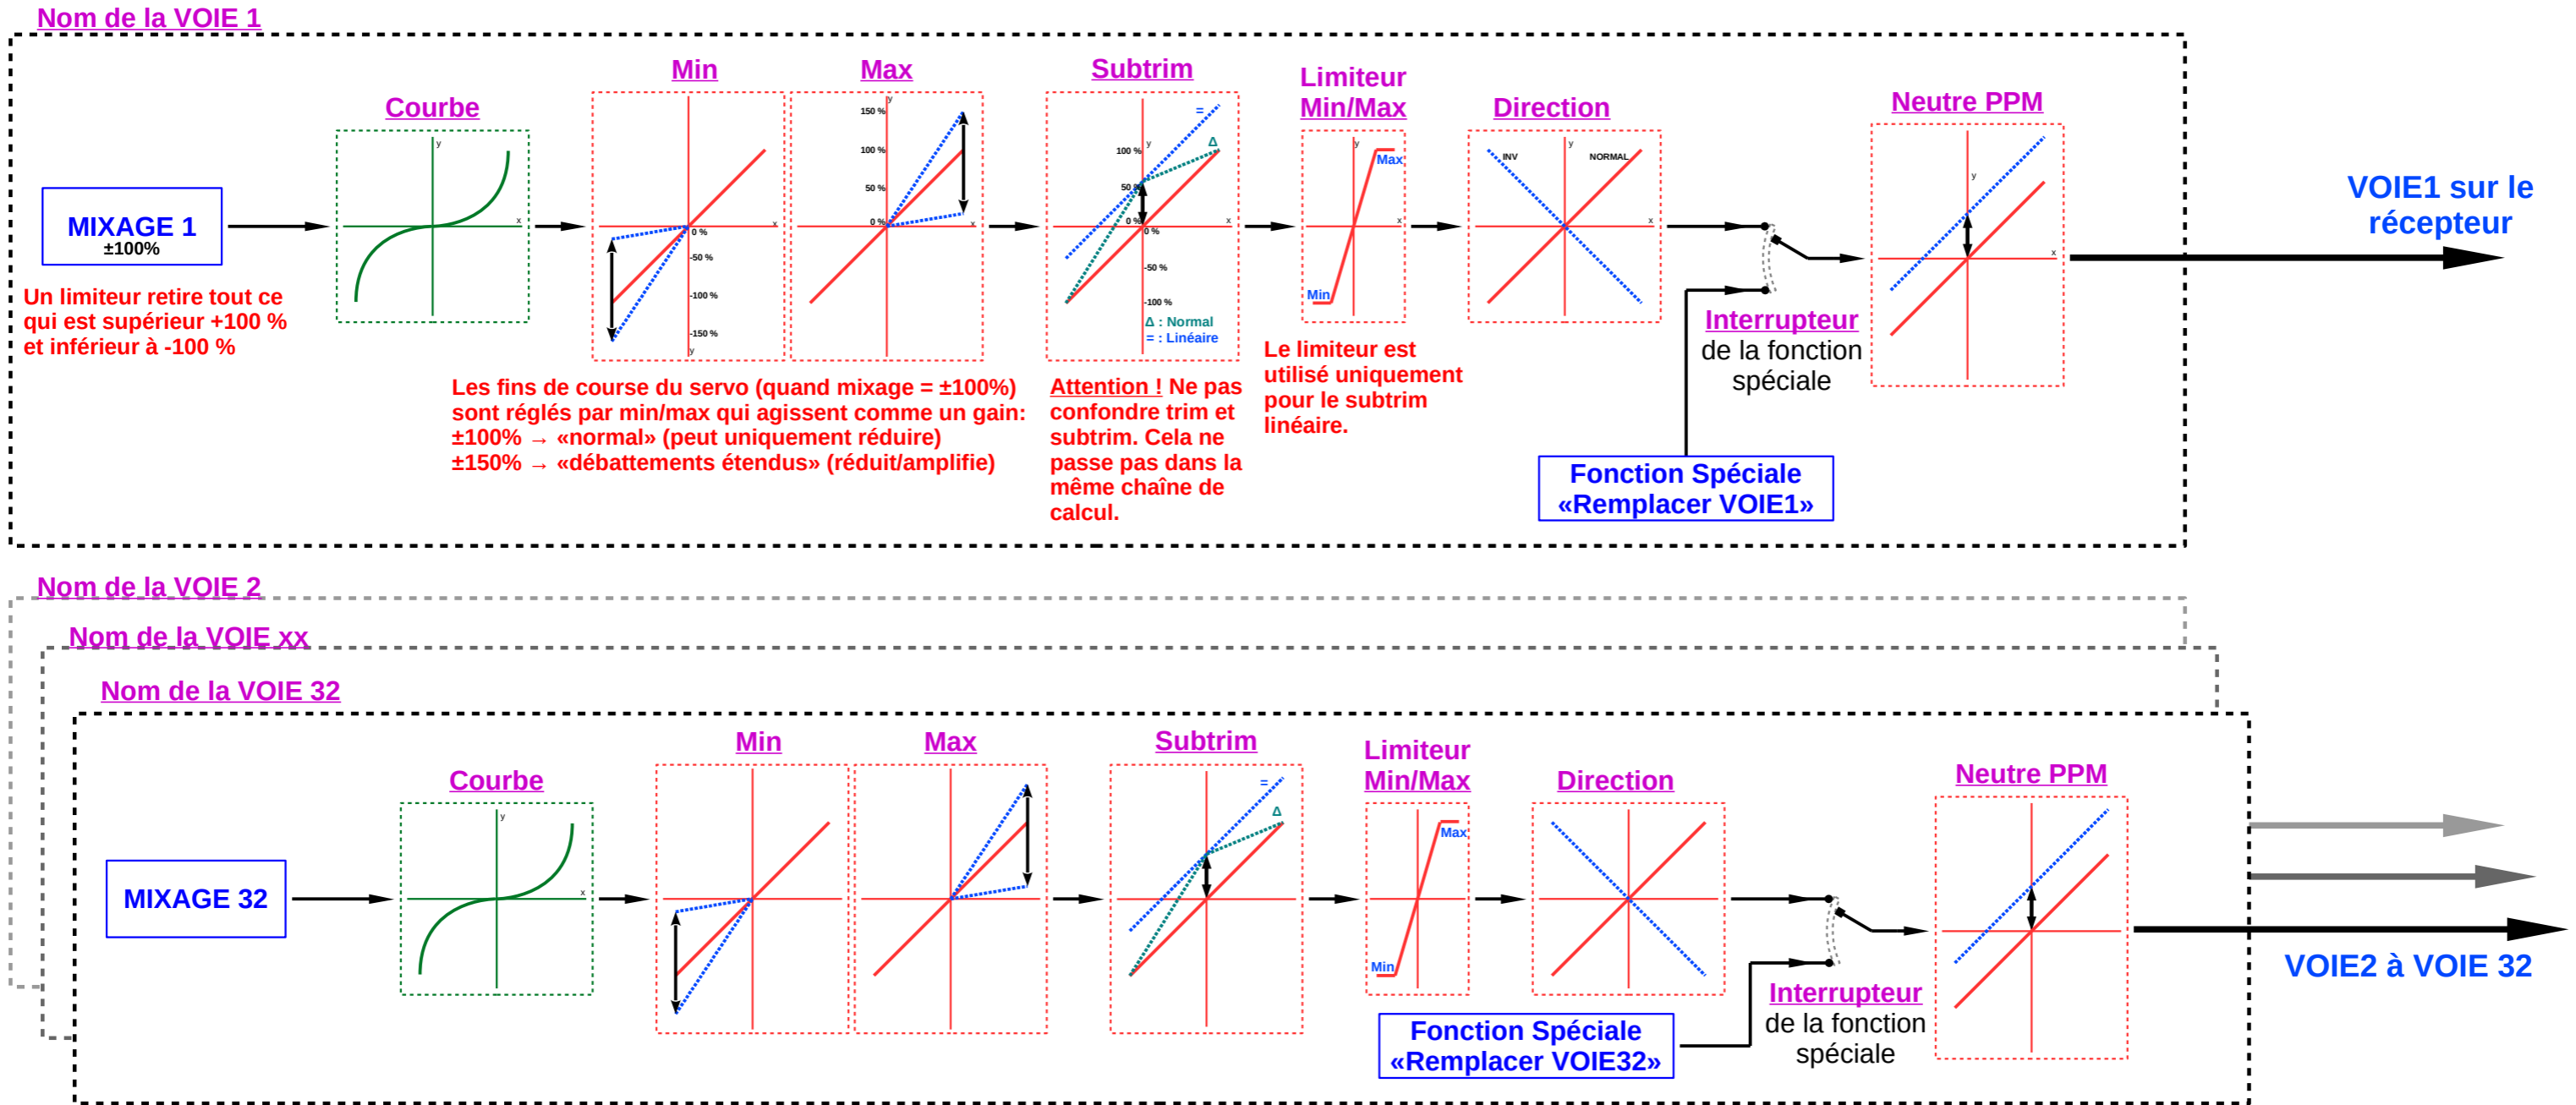 Nom de la VOIE 1
Courbe
Min
Max
Subtrim
Limiteur
Min/Max
Direction
Neutre PPM
MIXAGE 1
±100%
Un limiteur retire tout ce
qui est supérieur +100 %
et inférieur à -100 %
y
x
x
0 %
-50 %
-100 %
-150 %
y
y
150 %
100 %
50 %
0 %
x
=
Δ
y
100 %
50 %
0 %
x
0 %
-50 %
-100 %
Δ : Normal
= : Linéaire
y
Max
x
Min
INV
y
NORMAL
x
y
x
VOIE1 sur le
récepteur
Les fins de course du servo (quand mixage = ±100%)
sont réglés par min/max qui agissent comme un gain:
±100% → «normal» (peut uniquement réduire)
±150% → «débattements étendus» (réduit/amplifie)
Attention ! Ne pas
confondre trim et
subtrim. Cela ne
passe pas dans la
même chaîne de
calcul.
Le limiteur est
utilisé uniquement
pour le subtrim
linéaire.
Interrupteur
de la fonction
spéciale
Fonction Spéciale
«Remplacer VOIE1»
Nom de la VOIE 2
Nom de la VOIE xx
Nom de la VOIE 32
Courbe
Min
Max
Subtrim
Limiteur
Min/Max
Direction
Neutre PPM
MIXAGE 32
y
x
=
Δ
Max
Min
Interrupteur
de la fonction
spéciale
Fonction Spéciale
«Remplacer VOIE32»
VOIE2 à VOIE 32